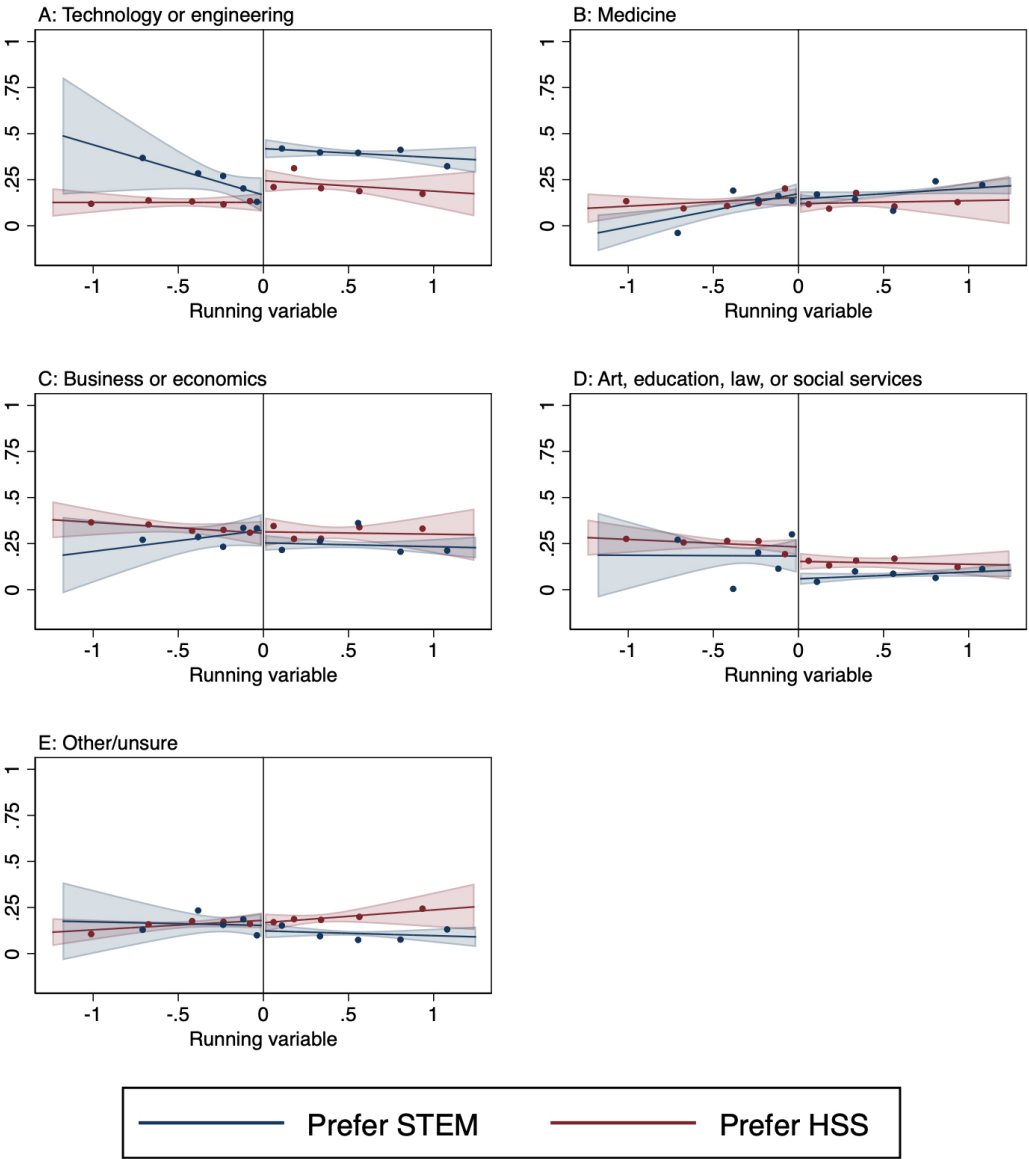 A: Technology or engineering
1
.75
.5
.25
0
-1 -.5 0 .5 1
Running variable
B: Medicine
1
.75
.5
.25
0
-1 -.5 0 .5 1
Running variable
C: Business or economics
1
.75
.5
.25
0
-1 -.5 0 .5 1
Running variable
D: Art, education, law, or social services
1
.75
.5
.25
0
-1 -.5 0 .5 1
Running variable
E: Other/unsure
1
.75
.5
.25
0
-1 -.5 0 .5 1
Running variable
Prefer STEM Prefer HSS